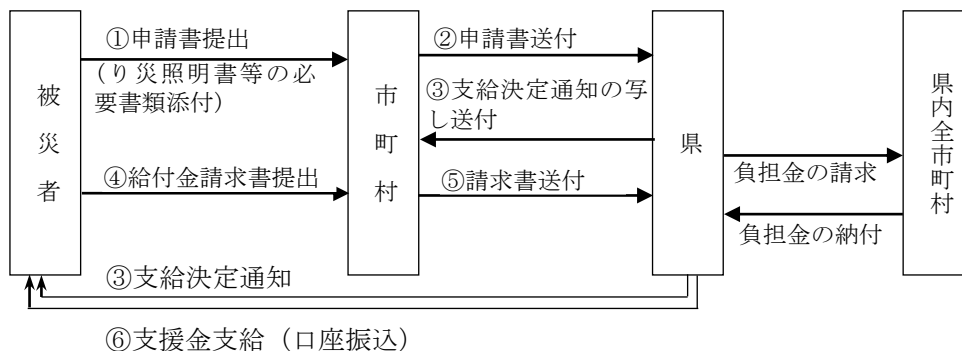 ①申請書提出
(り災照明書等の必
要書類添付)
②申請書送付
③支給決定通知の写
し送付
④給付金請求書提出
⑤請求書送付
負担金の請求
負担金の納付
被災者
市町村
県
県内全市町村
③支給決定通知
⑥支援金支給（口座振込）